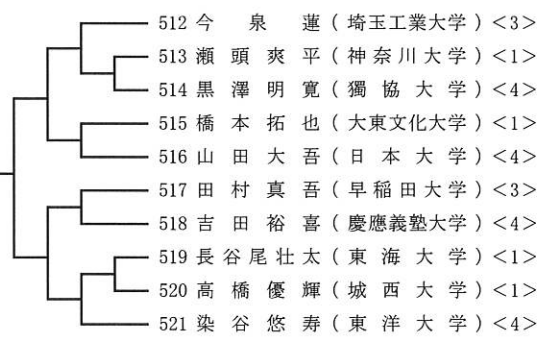 512 今泉蓮(埼玉工業大学)<3>
513 瀬頭爽平(神奈川大学)<1>
514 黒澤明寛(獨協大学)<4>
515 橋本拓也(大東文化大学)<1>
516 山田大吾(日本大学)<4>
517 田村真吾(早稲田大学)<3>
518 吉田裕喜(慶應義塾大学)<4>
519 長谷尾壮太(東海大学)<1>
520 高橋優輝(城西大学)<1>
521 染谷悠寿(東洋大学)<4>